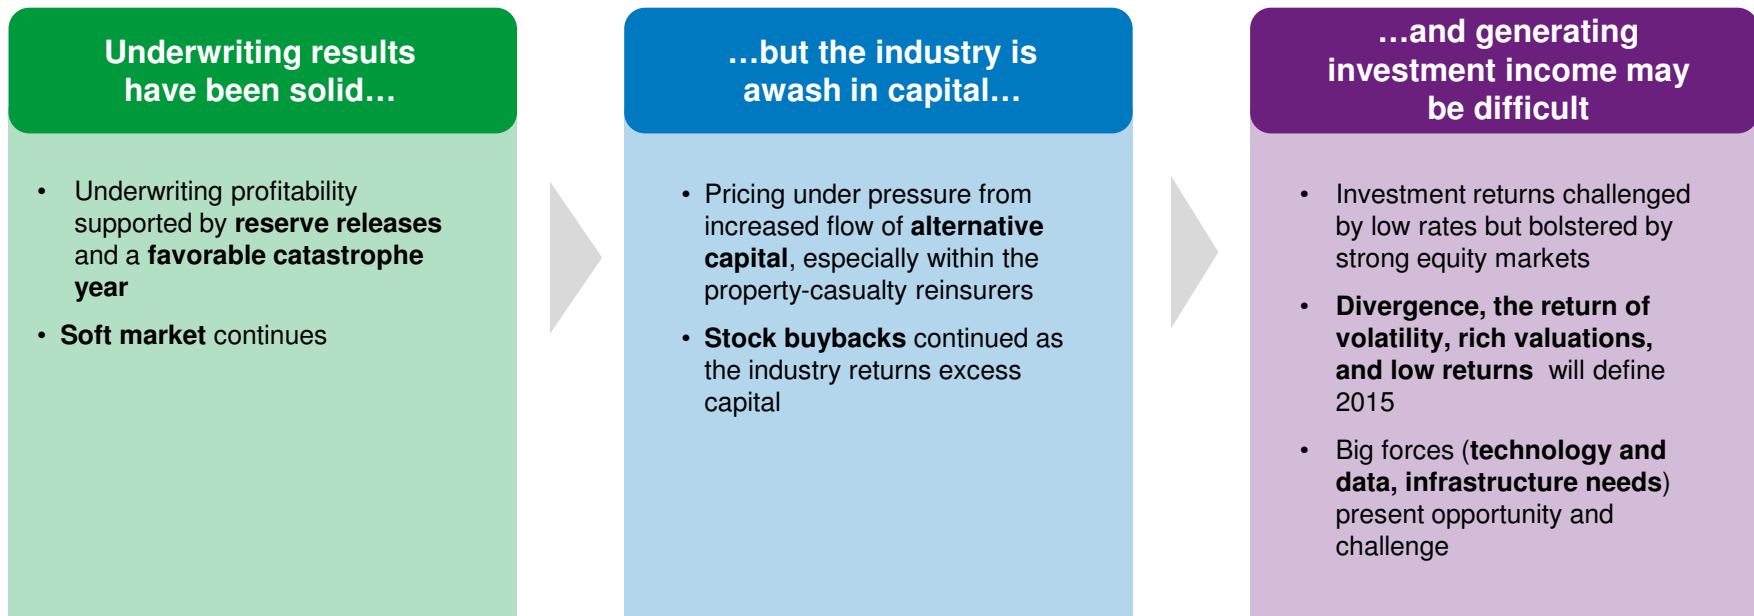 Underwriting results
have been solid…
• Underwriting profitability
supported by reserve releases
and a favorable catastrophe
year
• Soft market continues
…but the industry is
awash in capital…
• Pricing under pressure from
increased flow of alternative
capital, especially within the
property-casualty reinsurers
• Stock buybacks continued as
the industry returns excess
capital
…and generating
investment income may
be difficult
• Investment returns challenged
by low rates but bolstered by
strong equity markets
• Divergence, the return of
volatility, rich valuations,
and low returns will define
2015
• Big forces (technology and
data, infrastructure needs)
present opportunity and
challenge